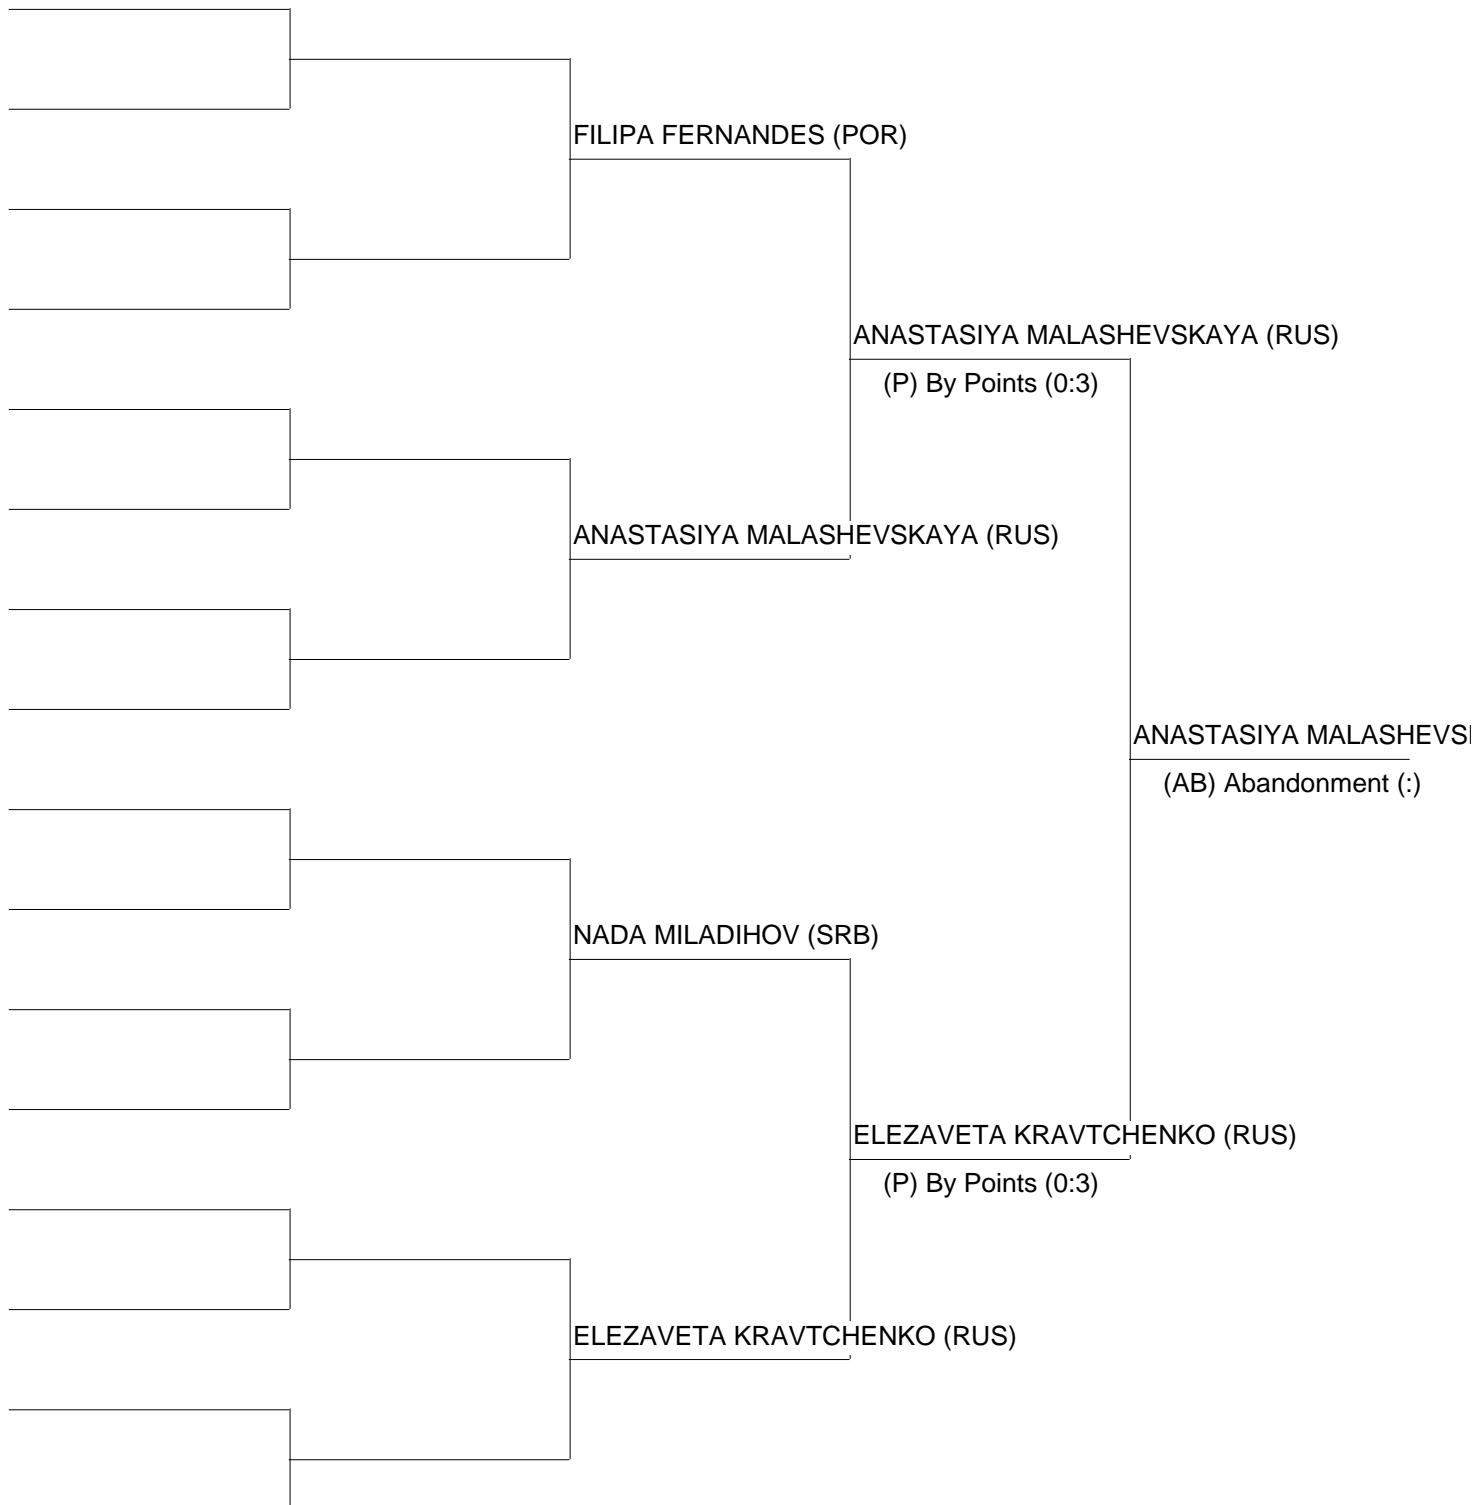 FILIPA FERNANDES (POR)
ANASTASIYA MALASHEVSKAYA (RUS)
(P) By Points (0:3)
ANASTASIYA MALASHEVSKAYA (RUS)
ANASTASIYA
(AB) Abandonment (:)
NADA MILADIHOV (SRB)
ELEZAVETA KRAVTCHENKO (RUS)
(P) By Points (0:3)
ELEZAVETA KRAVTCHENKO (RUS)